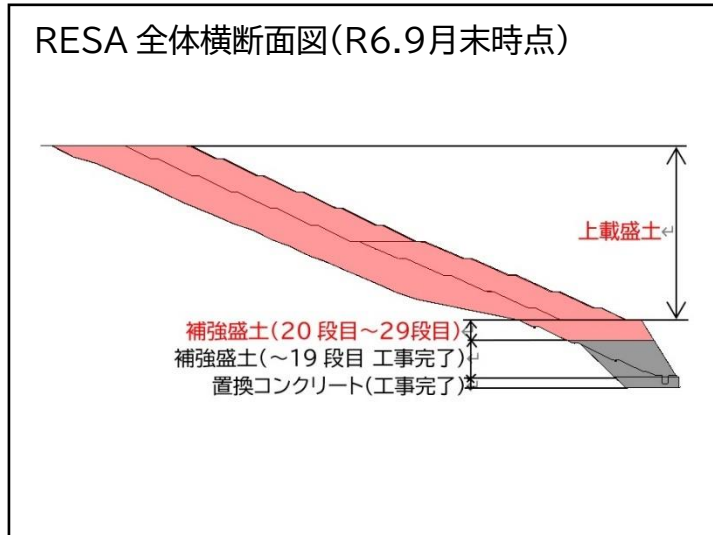 RESA 全体横断面図(R6.9月末時点)
上載盛土↵
補強盛土(20 段目～29段目)↵
補強盛土(～19 段目 工事完了)↵
置換コンクリート(工事完了)↵